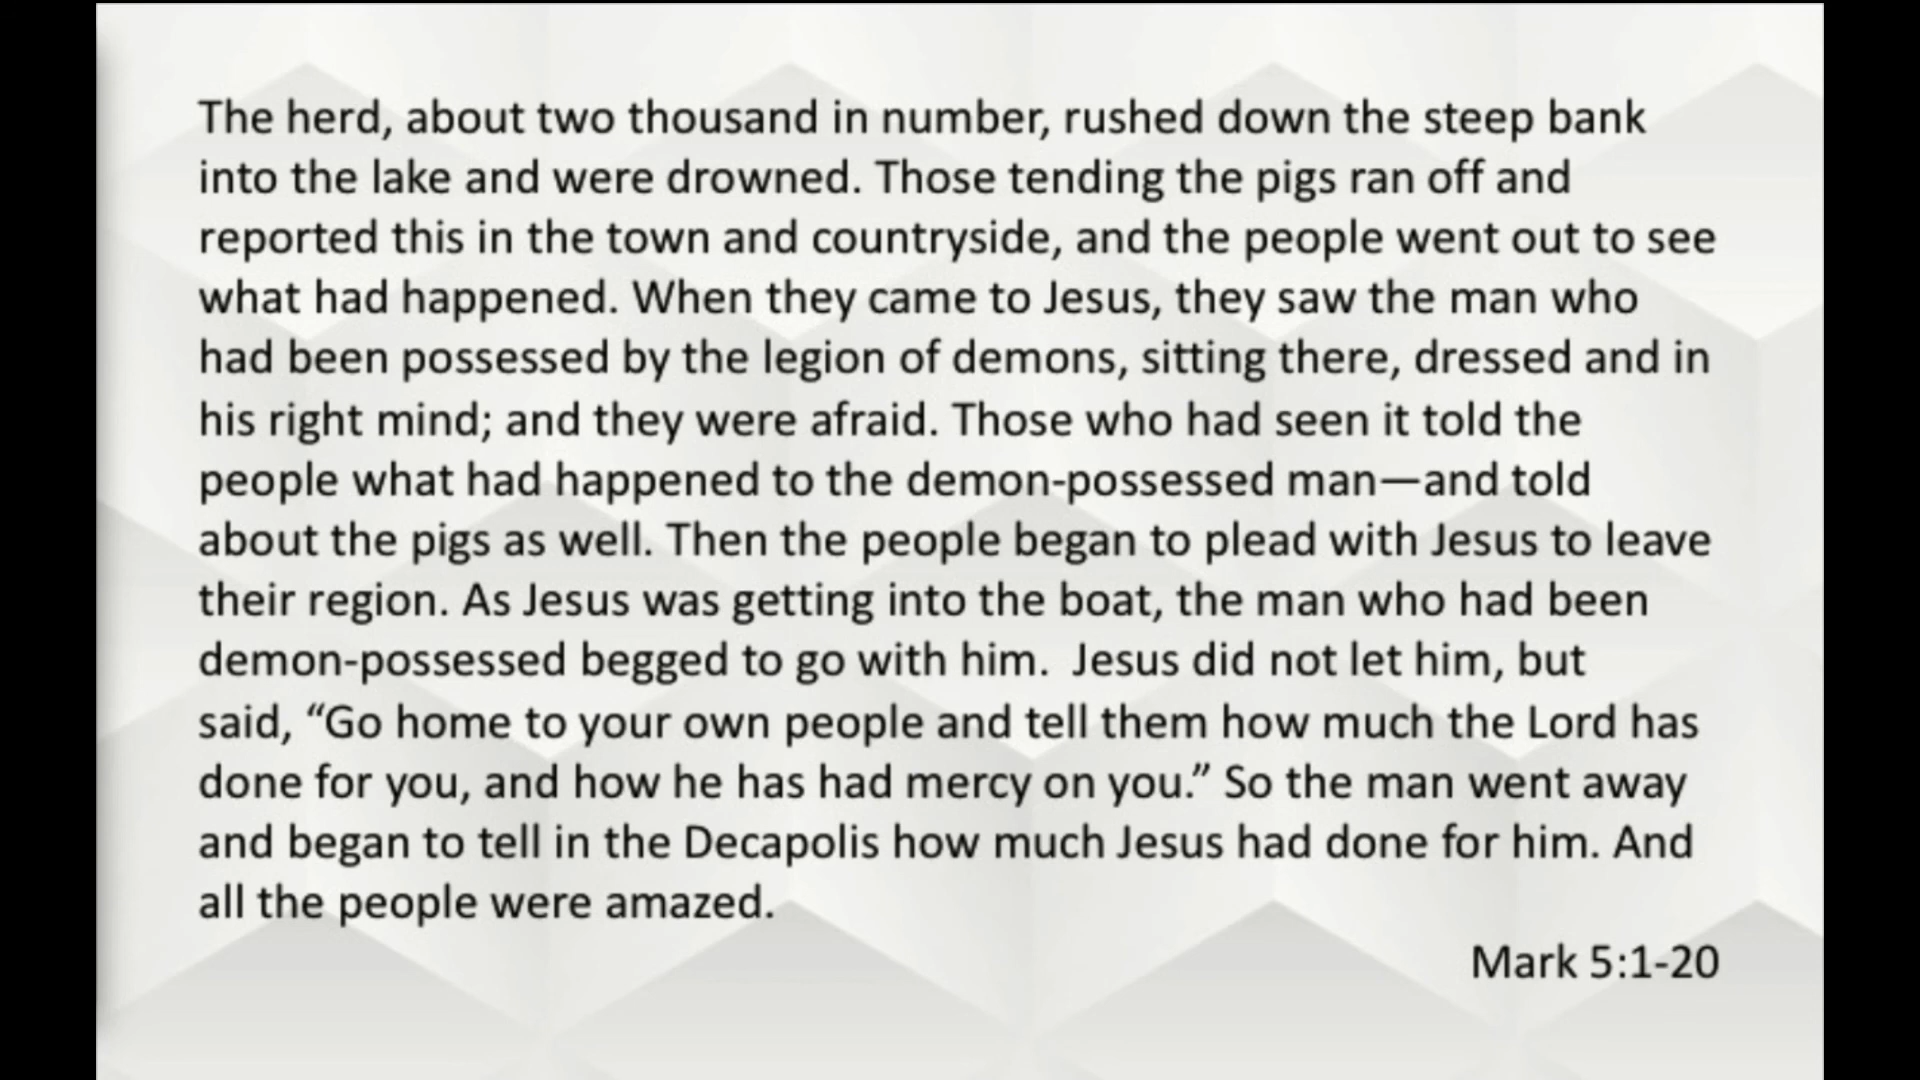 The herd, about two thousand in number, rushed down the steep bank
into the lake and were drowned. Those tending the pigs ran off and
reported this in the town and countryside, and the people went out to see
what had happened. When they came to Jesus, they saw the man who
had been possessed by the legion of demons, sitting there, dressed and in
his right mind; and they were afraid. Those who had seen it told the
people what had happened to the demon-possessed man—and told
about the pigs as well. Then the people began to plead with Jesus to leave
their region. As Jesus was getting into the boat, the man who had been
demon-possessed begged to go with him.  Jesus did not let him, but
said, “Go home to your own people and tell them how much the Lord has
done for you, and how he has had mercy on you.” So the man went away
and began to tell in the Decapolis how much Jesus had done for him. And
all the people were amazed.
Mark 5:1-20